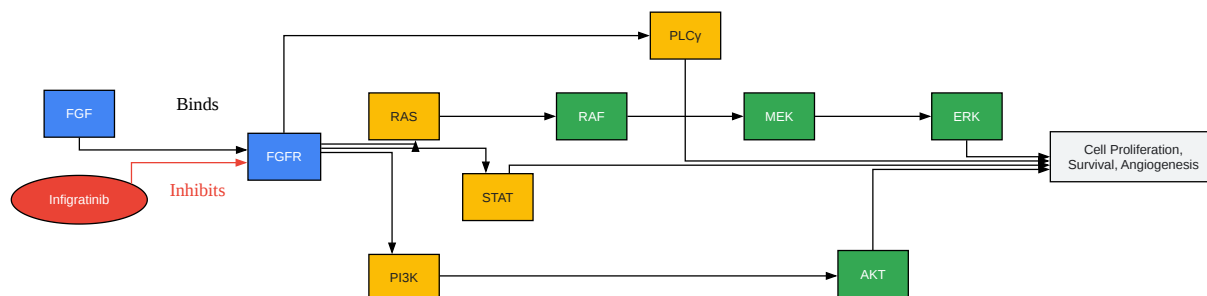 PLCγ
FGF
Binds
RAS
RAF
MEK
ERK
FGFR
Cell Proliferation,
Survival, Angiogenesis
Infigratinib
Inhibits
STAT
PI3K
AKT